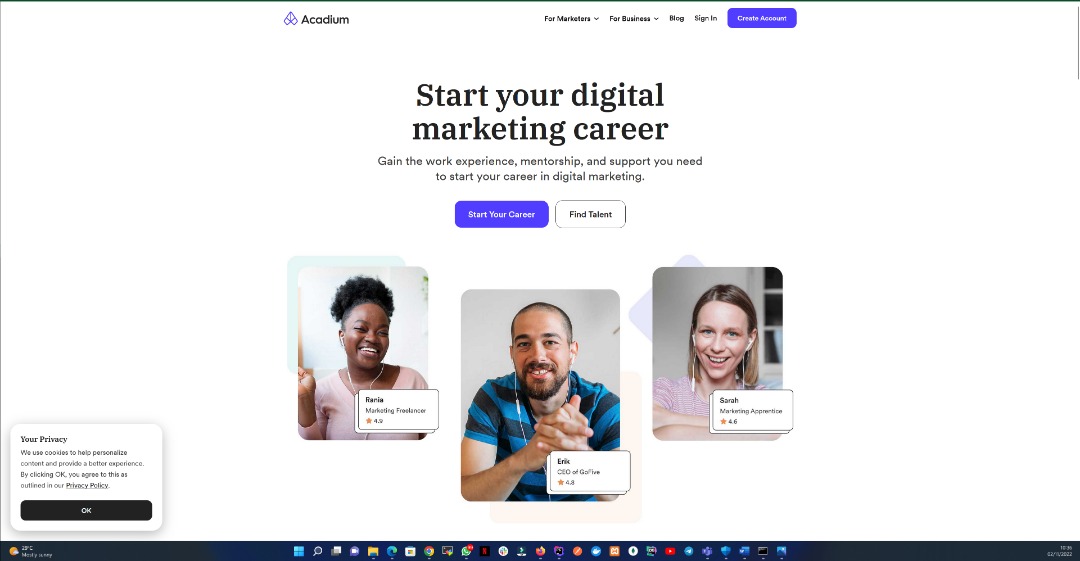 Acadium
For Marketers
For Business
Blog
Sign In
Create Account
Start your digital
marketing career
Gain the work experience, mentorship, and support you need
to start your career in digital marketing.
Start Your Career
Find Talent
Rania
Marketing Freelancer
4.9
Erik
CEO of GoFive
4.8
Sarah
Marketing Apprentice
4.6
Your Privacy
We use cookies to help personalize
content and provide a better experience.
By clicking OK, you agree to this as
outlined in our Privacy Policy.
OK
Mostly sunny
10:36
02/11/2022